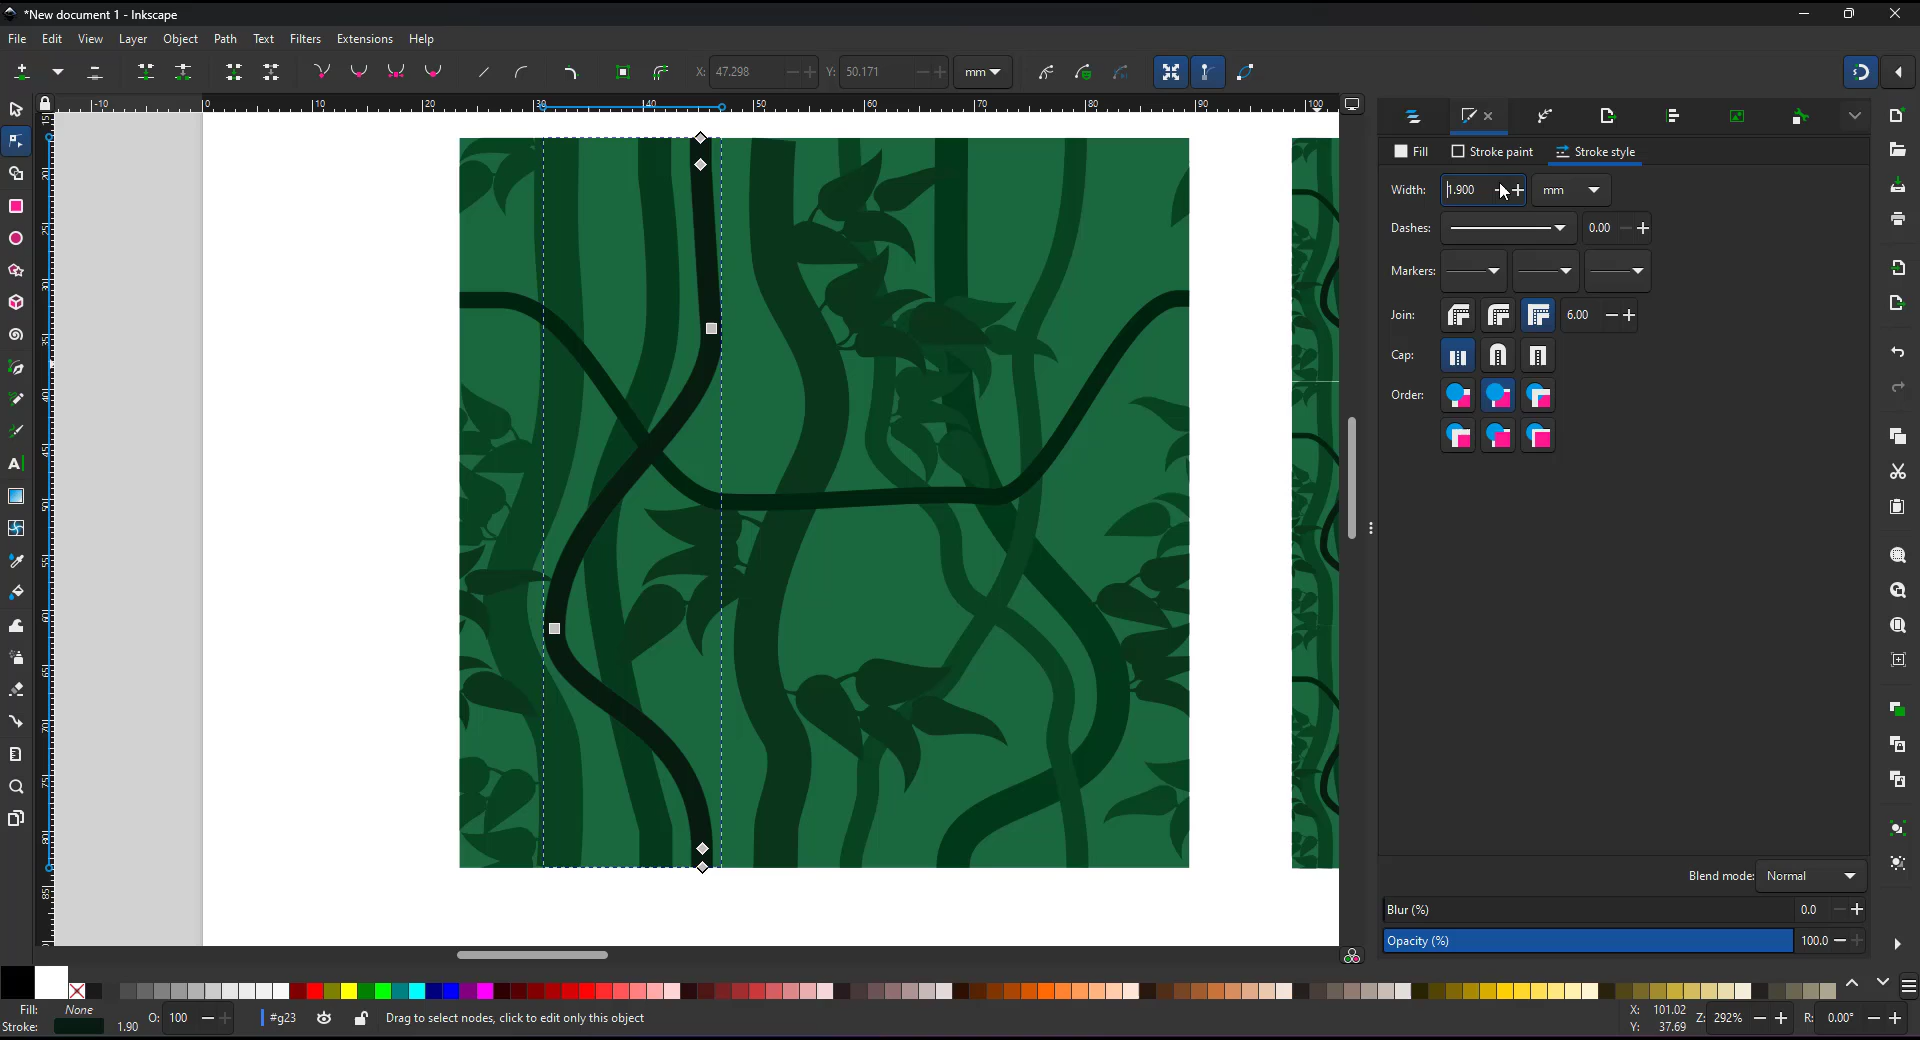 *New document 1 - Inkscape
File Edit View Layer Object Path Text Filters Extensions Help
X: 47.298 Y: 50.171 mm
-10 0 10 20 30 40 50 60 70 80 90 100
Fill Stroke paint Stroke style
Width: 1.900 mm
Dashes: 0.00
Markers:
Join: 6.00
Cap:
Order:
Blend mode: Normal
Blur (%) 0.0
Opacity (%) 100.0
Fill: None
Stroke: 1.90 O: 100 #g23 Drag to select nodes, click to edit only this object
X: 101.02 Z: 292% R: 0.00°
Y: 37.69